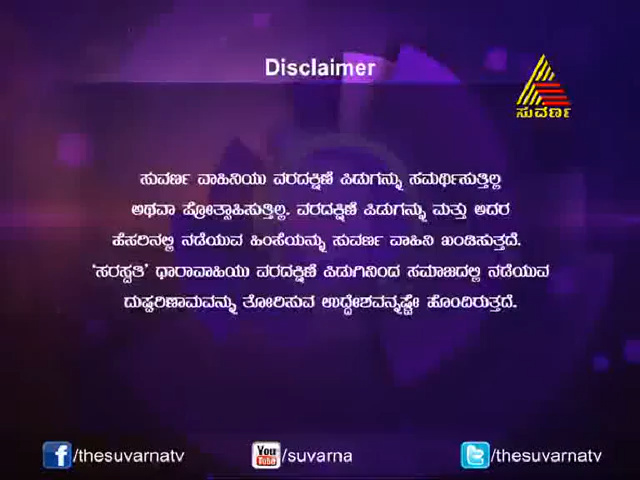 Disclaimer
ಸುವರ್ಣ
ಸುವರ್ಣ ವಾಹಿನಿಯು ವರದಕ್ಷಿಣೆ ಪಿಡುಗನ್ನು ಸಮರ್ಥಿಸುತ್ತಿಲ್ಲ
ಅಥವಾ ಪ್ರೋತ್ಸಾಹಿಸುತ್ತಿಲ್ಲ. ವರದಕ್ಷಿಣೆ ಪಿಡುಗನ್ನು ಮತ್ತು ಅದರ
ಹೆಸರಿನಲ್ಲಿ ನಡೆಯುವ ಹಿಂಸೆಯನ್ನು ಸುವರ್ಣ ವಾಹಿನಿ ಖಂಡಿಸುತ್ತದೆ.
'ಸರಸ್ವತಿ' ಧಾರಾವಾಹಿಯು ವರದಕ್ಷಿಣೆ ಪಿಡುಗಿನಿಂದ ಸಮಾಜದಲ್ಲಿ ನಡೆಯುವ
ದುಷ್ಪರಿಣಾಮವನ್ನು ತೋರಿಸುವ ಉದ್ದೇಶವನ್ನಷ್ಟೇ ಹೊಂದಿರುತ್ತದೆ.
f /thesuvarnatv You Tube /suvarna t /thesuvarnatv